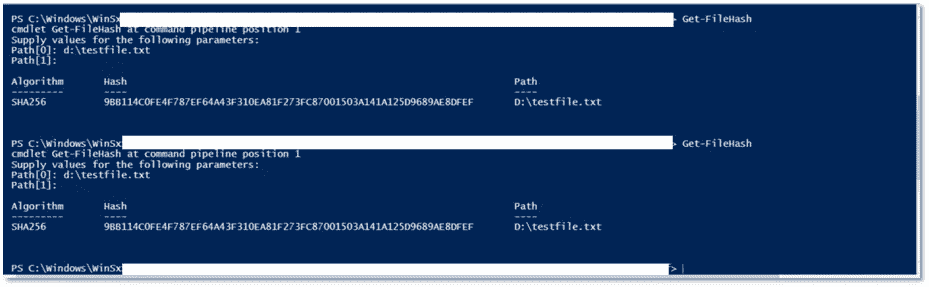 PS C:\Windows\WinSx > Get-FileHash
cmdlet Get-FileHash at command pipeline position 1
Supply values for the following parameters:
Path[0]: d:\testfile.txt
Path[1]:
Algorithm Hash Path
--------- ---- ----
SHA256 9BB114C0FE4F787EF64A43F310EA81F273FC87001503A141A125D9689AE8DFEF D:\testfile.txt
PS C:\Windows\WinSx > Get-FileHash
cmdlet Get-FileHash at command pipeline position 1
Supply values for the following parameters:
Path[0]: d:\testfile.txt
Path[1]:
Algorithm Hash Path
--------- ---- ----
SHA256 9BB114C0FE4F787EF64A43F310EA81F273FC87001503A141A125D9689AE8DFEF D:\testfile.txt
PS C:\Windows\WinSx >